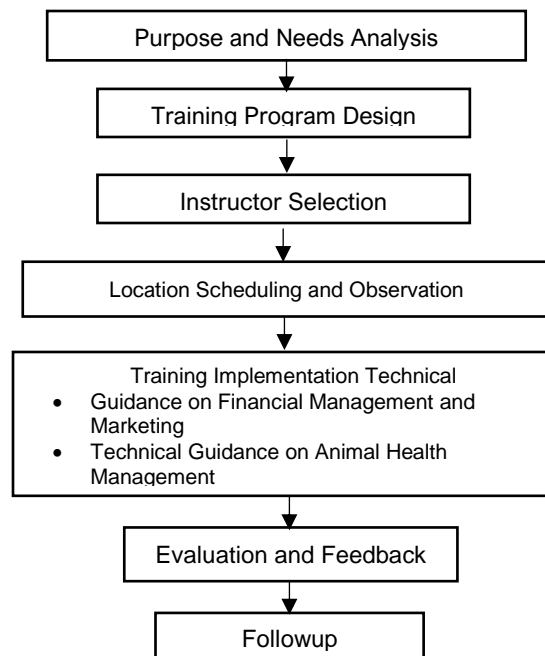 Purpose and Needs Analysis
Training Program Design
Instructor Selection
Location Scheduling and Observation
Training Implementation Technical
• Guidance on Financial Management and
Marketing
• Technical Guidance on Animal Health
Management
Evaluation and Feedback
Followup